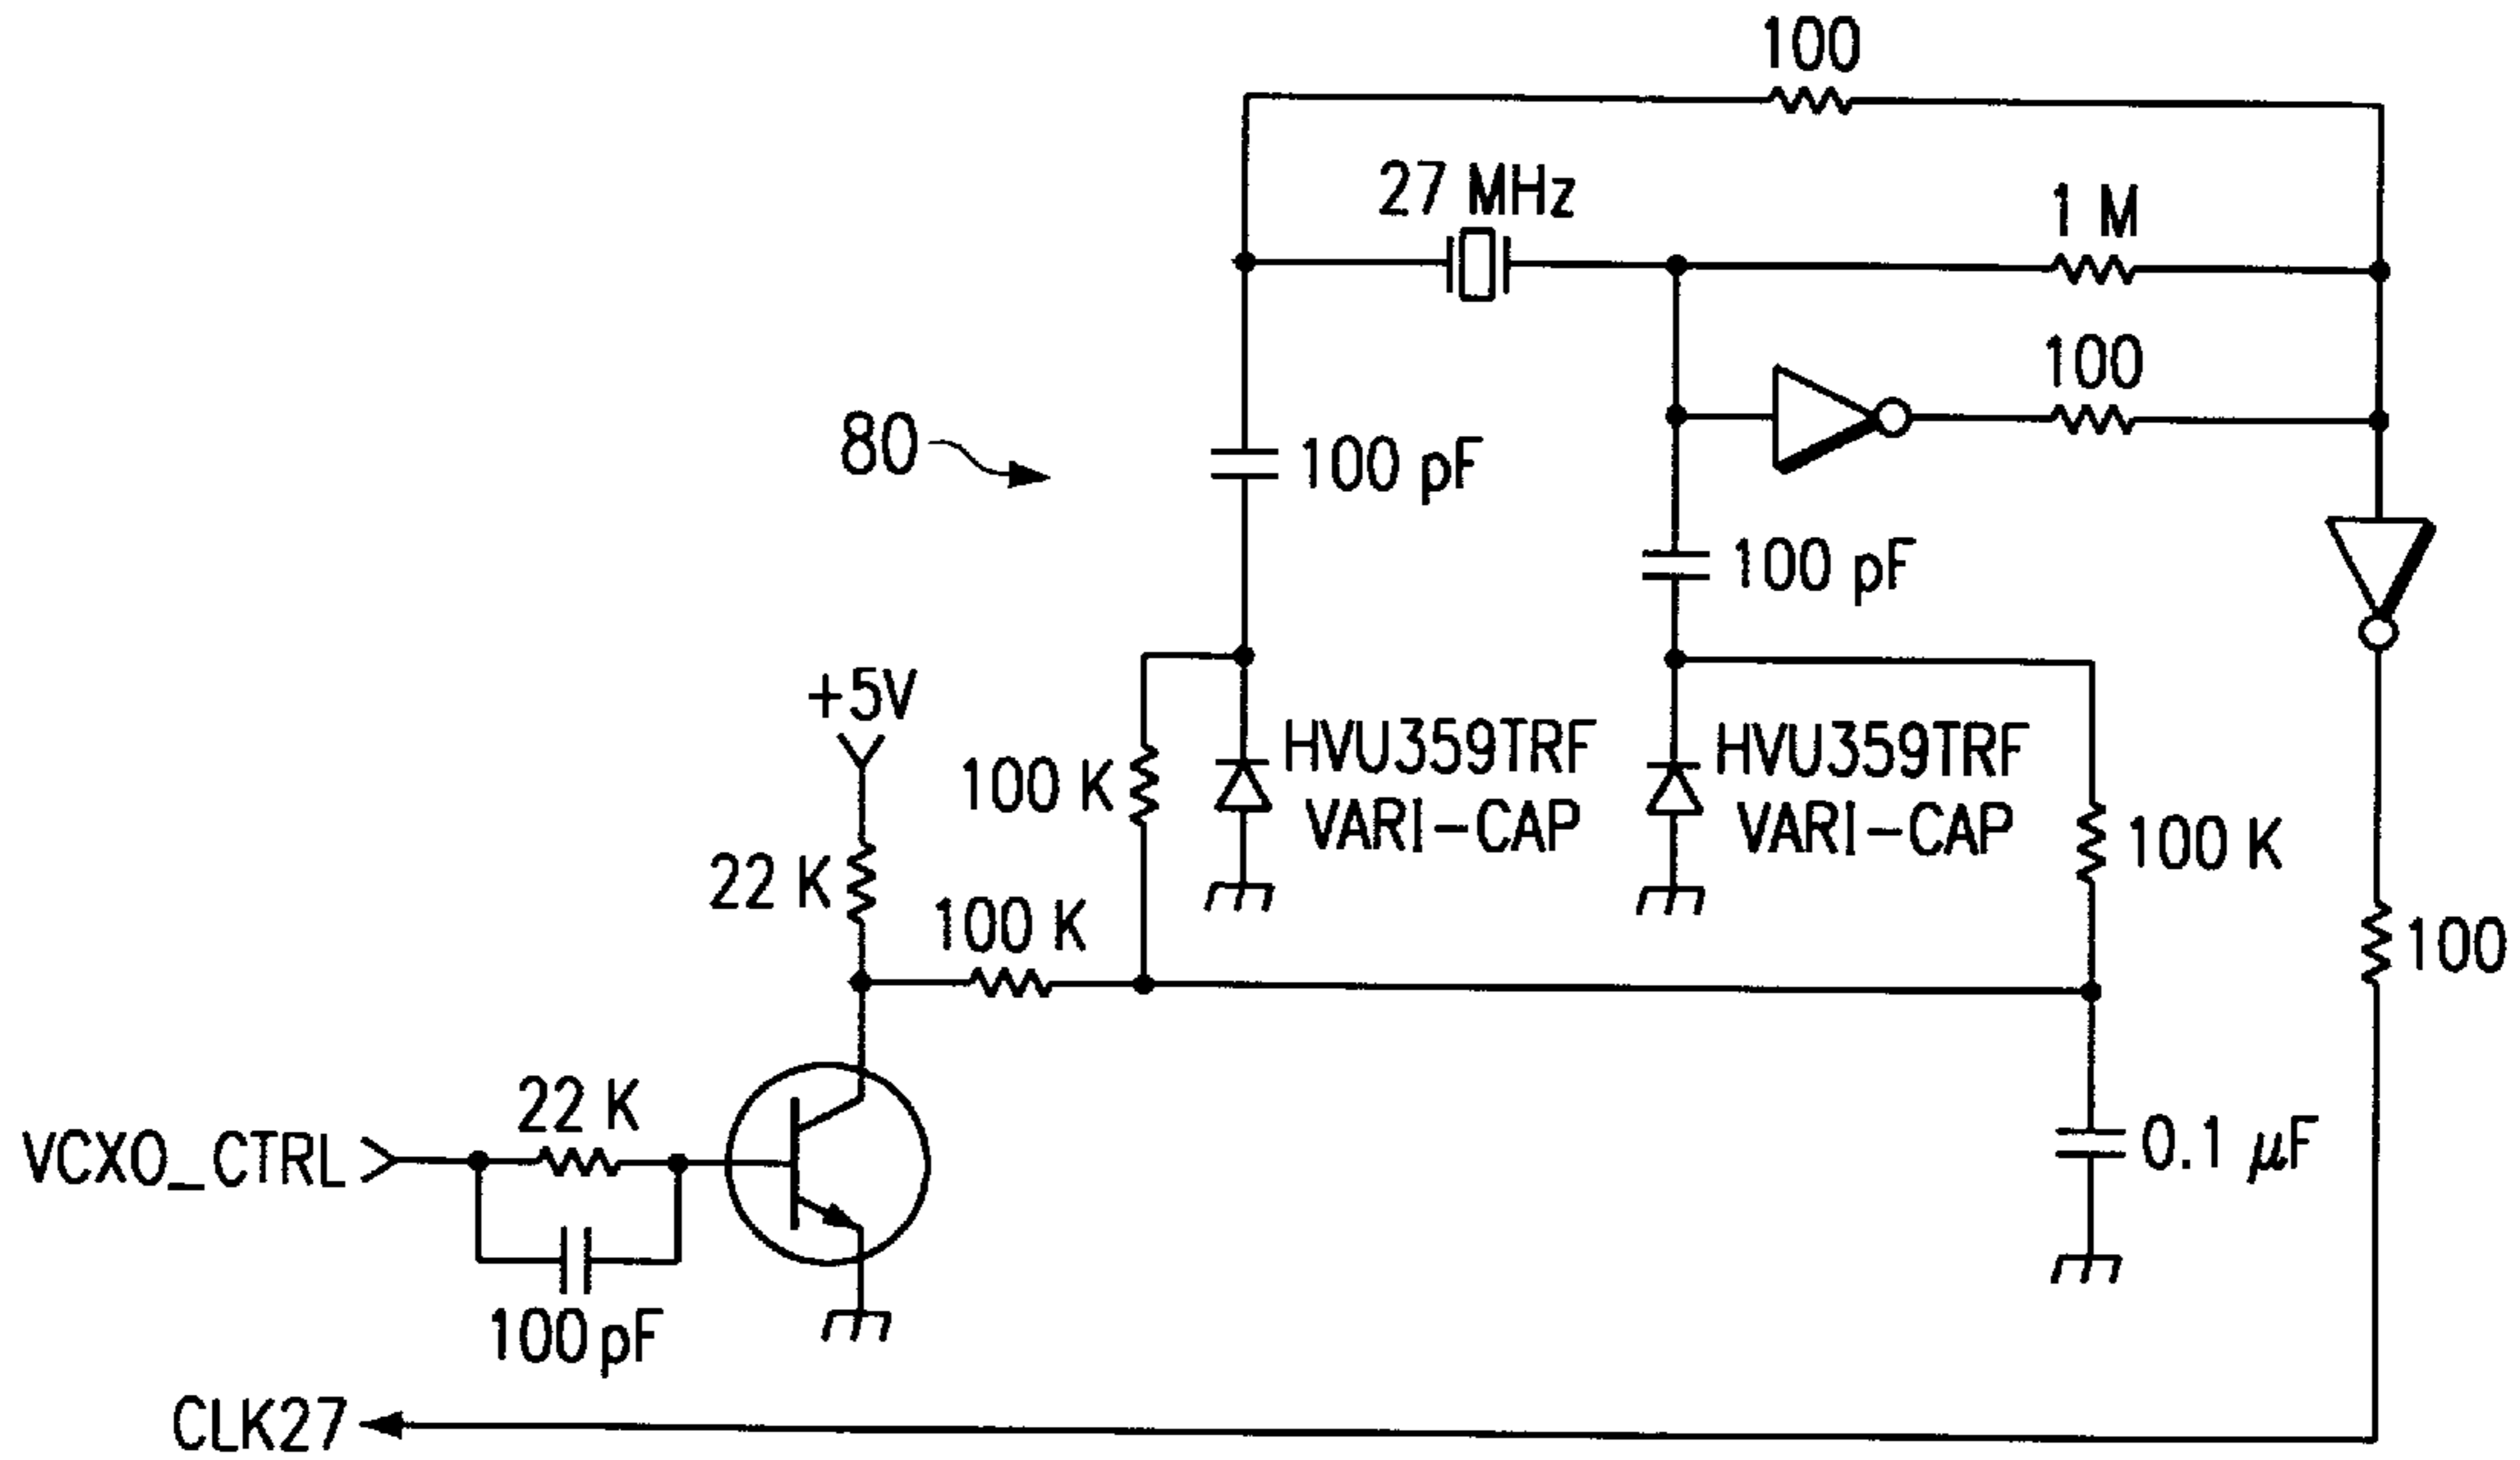 100
27 MHz
1 M
100
80
100 pF
100 pF
+5V
HVU359TRF
VARI-CAP
HVU359TRF
VARI-CAP
100 K
100 K
22 K
100 K
100
22 K
VCXO_CTRL
0.1 μF
100 pF
CLK27